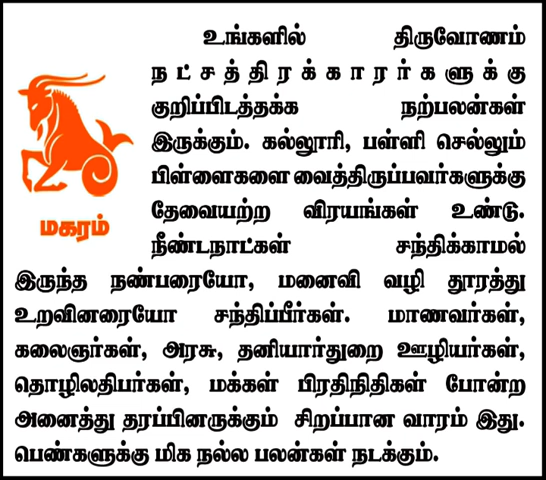 உங்களில் திருவோணம்
நட்சத்திரக்காரர்களுக்கு
குறிப்பிடத்தக்க நற்பலன்கள்
இருக்கும். கல்லூரி, பள்ளி செல்லும்
பிள்ளைகளை வைத்திருப்பவர்களுக்கு
தேவையற்ற விரயங்கள் உண்டு.
நீண்டநாட்கள் சந்திக்காமல்
மகரம்
இருந்த நண்பரையோ, மனைவி வழி தூரத்து
உறவினரையோ சந்திப்பீர்கள். மாணவர்கள்,
கலைஞர்கள், அரசு, தனியார்துறை ஊழியர்கள்,
தொழிலதிபர்கள், மக்கள் பிரதிநிதிகள் போன்ற
அனைத்து தரப்பினருக்கும் சிறப்பான வாரம் இது.
பெண்களுக்கு மிக நல்ல பலன்கள் நடக்கும்.